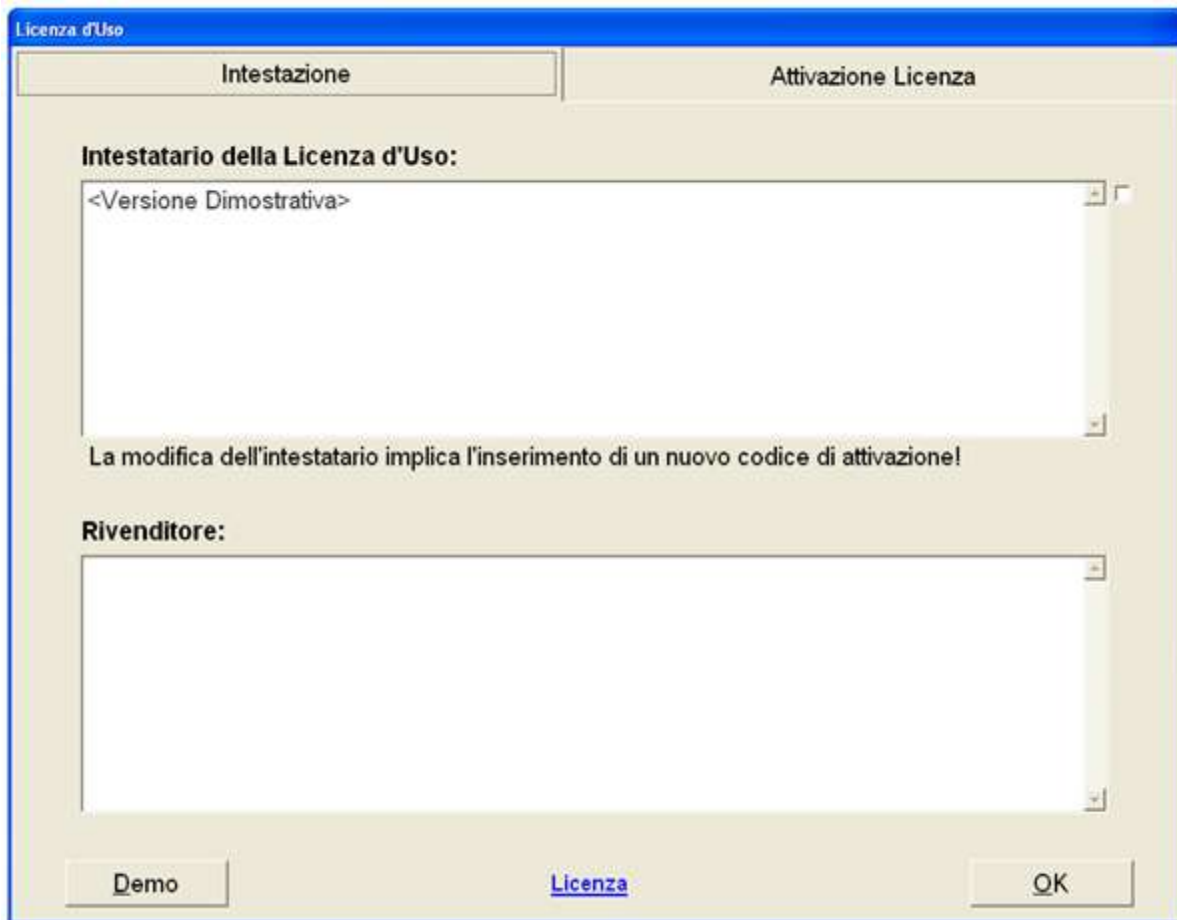 Licenza d'Uso
Intestazione
Attivazione Licenza
Intestatario della Licenza d'Uso:
<Versione Dimostrativa>
La modifica dell'intestatario implica l'inserimento di un nuovo codice di attivazione!
Rivenditore:
Demo
Licenza
OK